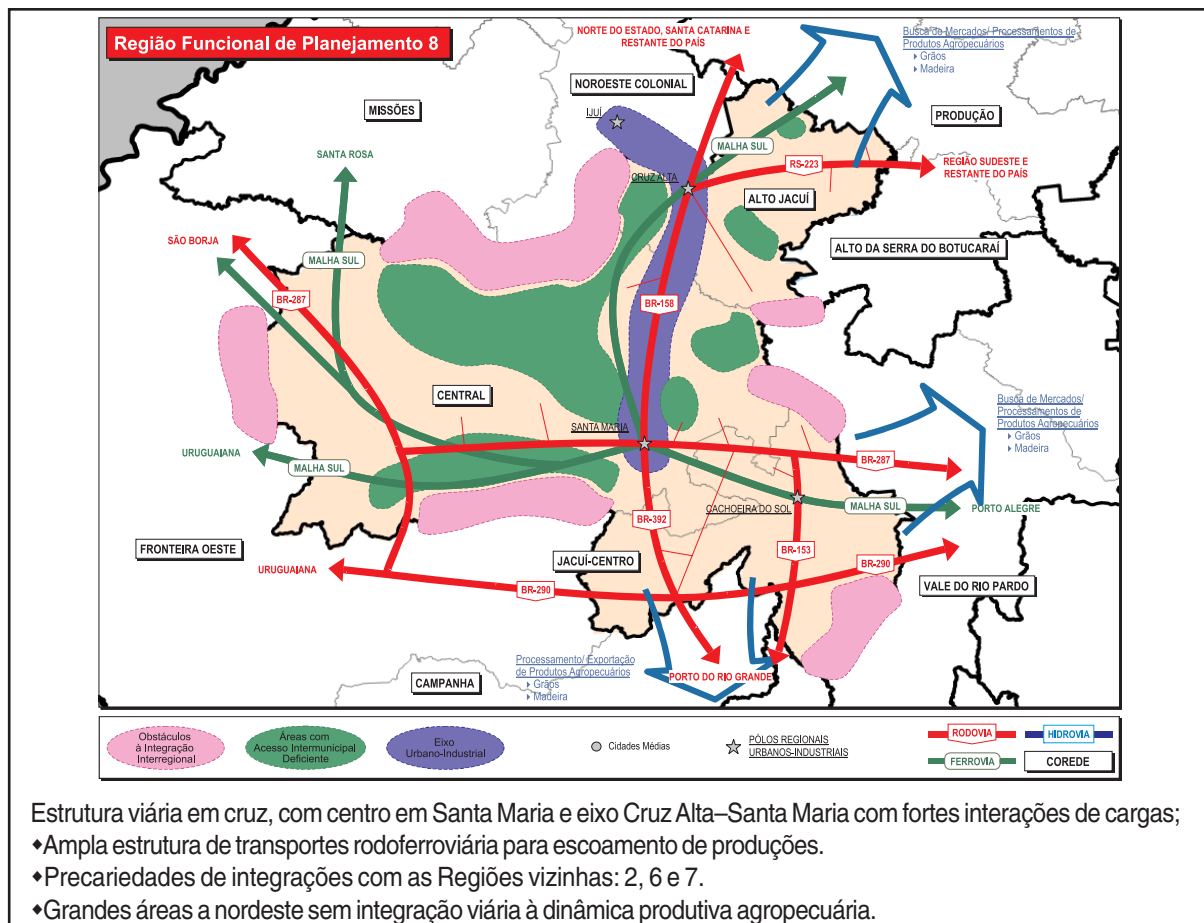 Região Funcional de Planejamento 8
NORTE DO ESTADO, SANTA CATARINA E
RESTANTE DO PAÍS
Busca de Mercados/ Processamentos de
Produtos Agropecuários
Grãos
Madeira
NOROESTE COLONIAL
MISSÕES
IJUÍ
PRODUÇÃO
MALHA SUL
SANTA ROSA
RS-223
REGIÃO SUDESTE E
RESTANTE DO PAÍS
CRUZ ALTA
ALTO JACUÍ
SÃO BORJA
ALTO DA SERRA DO BOTUCARAÍ
MALHA SUL
BR-287
BR-158
CENTRAL
Busca de Mercados/
Processamentos de
Produtos Agropecuários
Grãos
Madeira
SANTA MARIA
URUGUAIANA
MALHA SUL
BR-287
CACHOEIRA DO SOL
MALHA SUL
PORTO ALEGRE
BR-392
FRONTEIRA OESTE
JACUÍ-CENTRO
BR-153
URUGUAIANA
BR-290
BR-290
VALE DO RIO PARDO
Processamento/ Exportação
de Produtos Agropecuários
Grãos
Madeira
CAMPANHA
PORTO DO RIO GRANDE
Obstáculos
à Integração
Interregional
Áreas com
Acesso Intermunicipal
Deficiente
Eixo
Urbano-Industrial
Cidades Médias
PÓLOS REGIONAIS
URBANOS-INDUSTRIAIS
RODOVIA
HIDROVIA
FERROVIA
COREDE
Estrutura viária em cruz, com centro em Santa Maria e eixo Cruz Alta–Santa Maria com fortes interações de cargas;
◆Ampla estrutura de transportes rodoferroviária para escoamento de produções.
◆Precariedades de integrações com as Regiões vizinhas: 2, 6 e 7.
◆Grandes áreas a nordeste sem integração viária à dinâmica produtiva agropecuária.